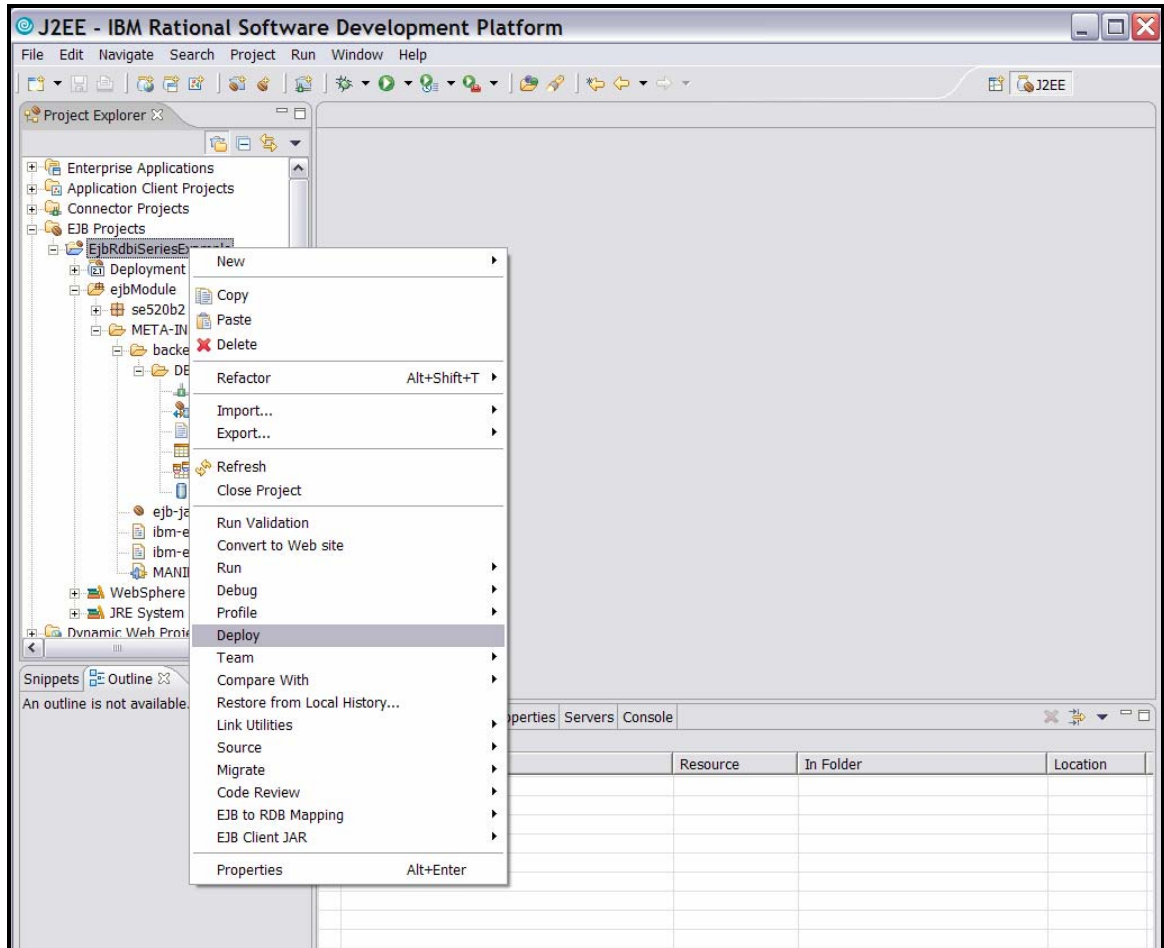 J2EE - IBM Rational Software Development Platform
File Edit Navigate Search Project Run Window Help
J2EE
Project Explorer
Enterprise Applications
Application Client Projects
Connector Projects
EJB Projects
New
Deployment
ejbModule
Copy
se520b2
Paste
META-IN
Delete
backe
DE
Refactor Alt+Shift+T
Import...
Export...
Refresh
Close Project
ejb-ja
Run Validation
ibm-e
Convert to Web site
ibm-e
Run
MANI
Debug
WebSphere
Profile
JRE System
Deploy
Dynamic Web Proje
Team
Snippets Outline
Compare With
An outline is not available.
Restore from Local History...
Link Utilities
perties Servers Console
Source
Resource In Folder Location
Migrate
Code Review
EJB to RDB Mapping
EJB Client JAR
Properties Alt+Enter